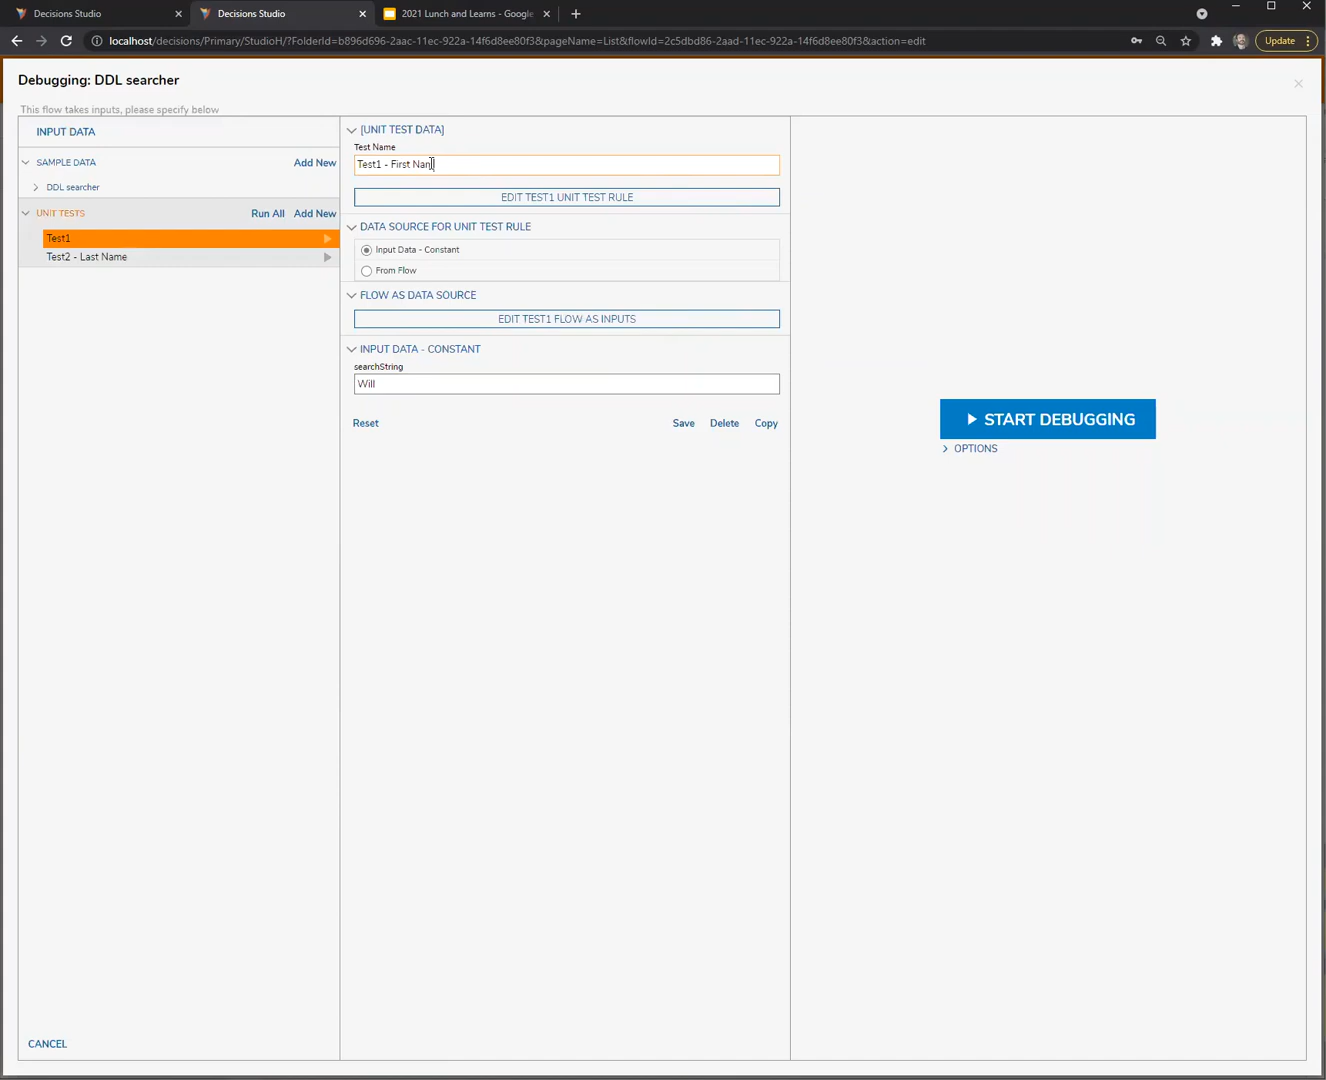 Decisions Studio
Decisions Studio
2021 Lunch and Learns - Google
localhost/decisions/Primary/StudioH/?FolderId=b896d696-2aac-11ec-922a-14f6d8ee80f3&pageName=List&flowId=2c5dbd86-2aad-11ec-922a-14f6d8ee80f3&action=edit
Update
Debugging: DDL searcher
This flow takes inputs, please specify below
INPUT DATA
SAMPLE DATA Add New
DDL searcher
UNIT TESTS Run All Add New
Test1
Test2 - Last Name
[UNIT TEST DATA]
Test Name
Test1 - First Nam
EDIT TEST1 UNIT TEST RULE
DATA SOURCE FOR UNIT TEST RULE
Input Data - Constant
From Flow
FLOW AS DATA SOURCE
EDIT TEST1 FLOW AS INPUTS
INPUT DATA - CONSTANT
searchString
Will
Reset Save Delete Copy
START DEBUGGING
OPTIONS
CANCEL